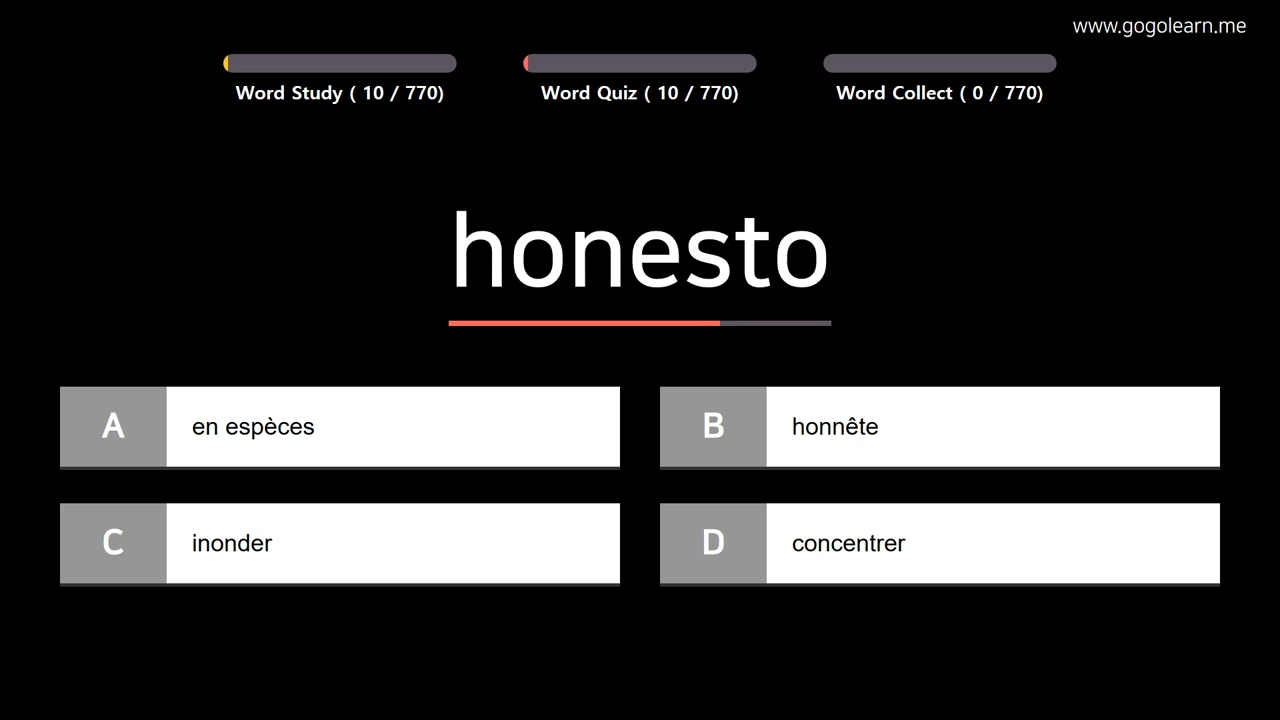 www.gogolearn.me
Word Study ( 10 / 770)
Word Quiz ( 10 / 770)
Word Collect ( 0 / 770)
honesto
A en espèces
B honnête
C inonder
D concentrer